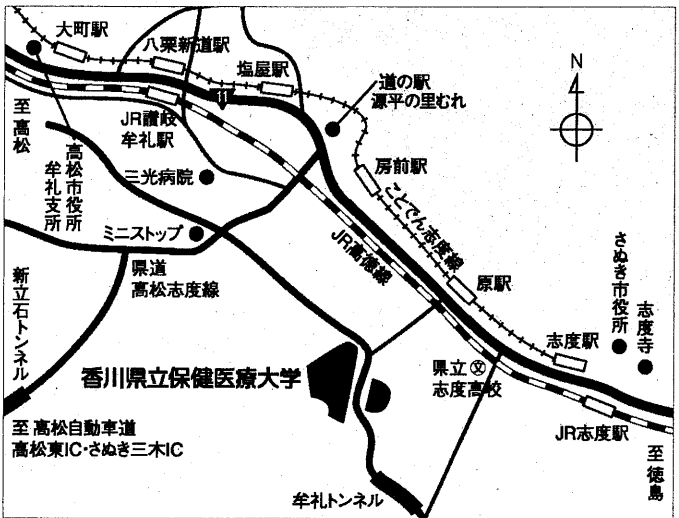 大町駅
八栗新道駅
塩屋駅
N
道の駅
源平の里むれ
至高松
高松市役所
牟礼支所
JR讃岐
牟礼駅
三光病院
房前駅
ことでん志度線
ミニストップ
JR高徳線
県道
高松志度線
原駅
さぬき市役所
志度寺
志度駅
新立石トンネル
香川県立保健医療大学
県立文
志度高校
至高松自動車道
高松東IC・さぬき三木IC
JR志度駅
至徳島
牟礼トンネル